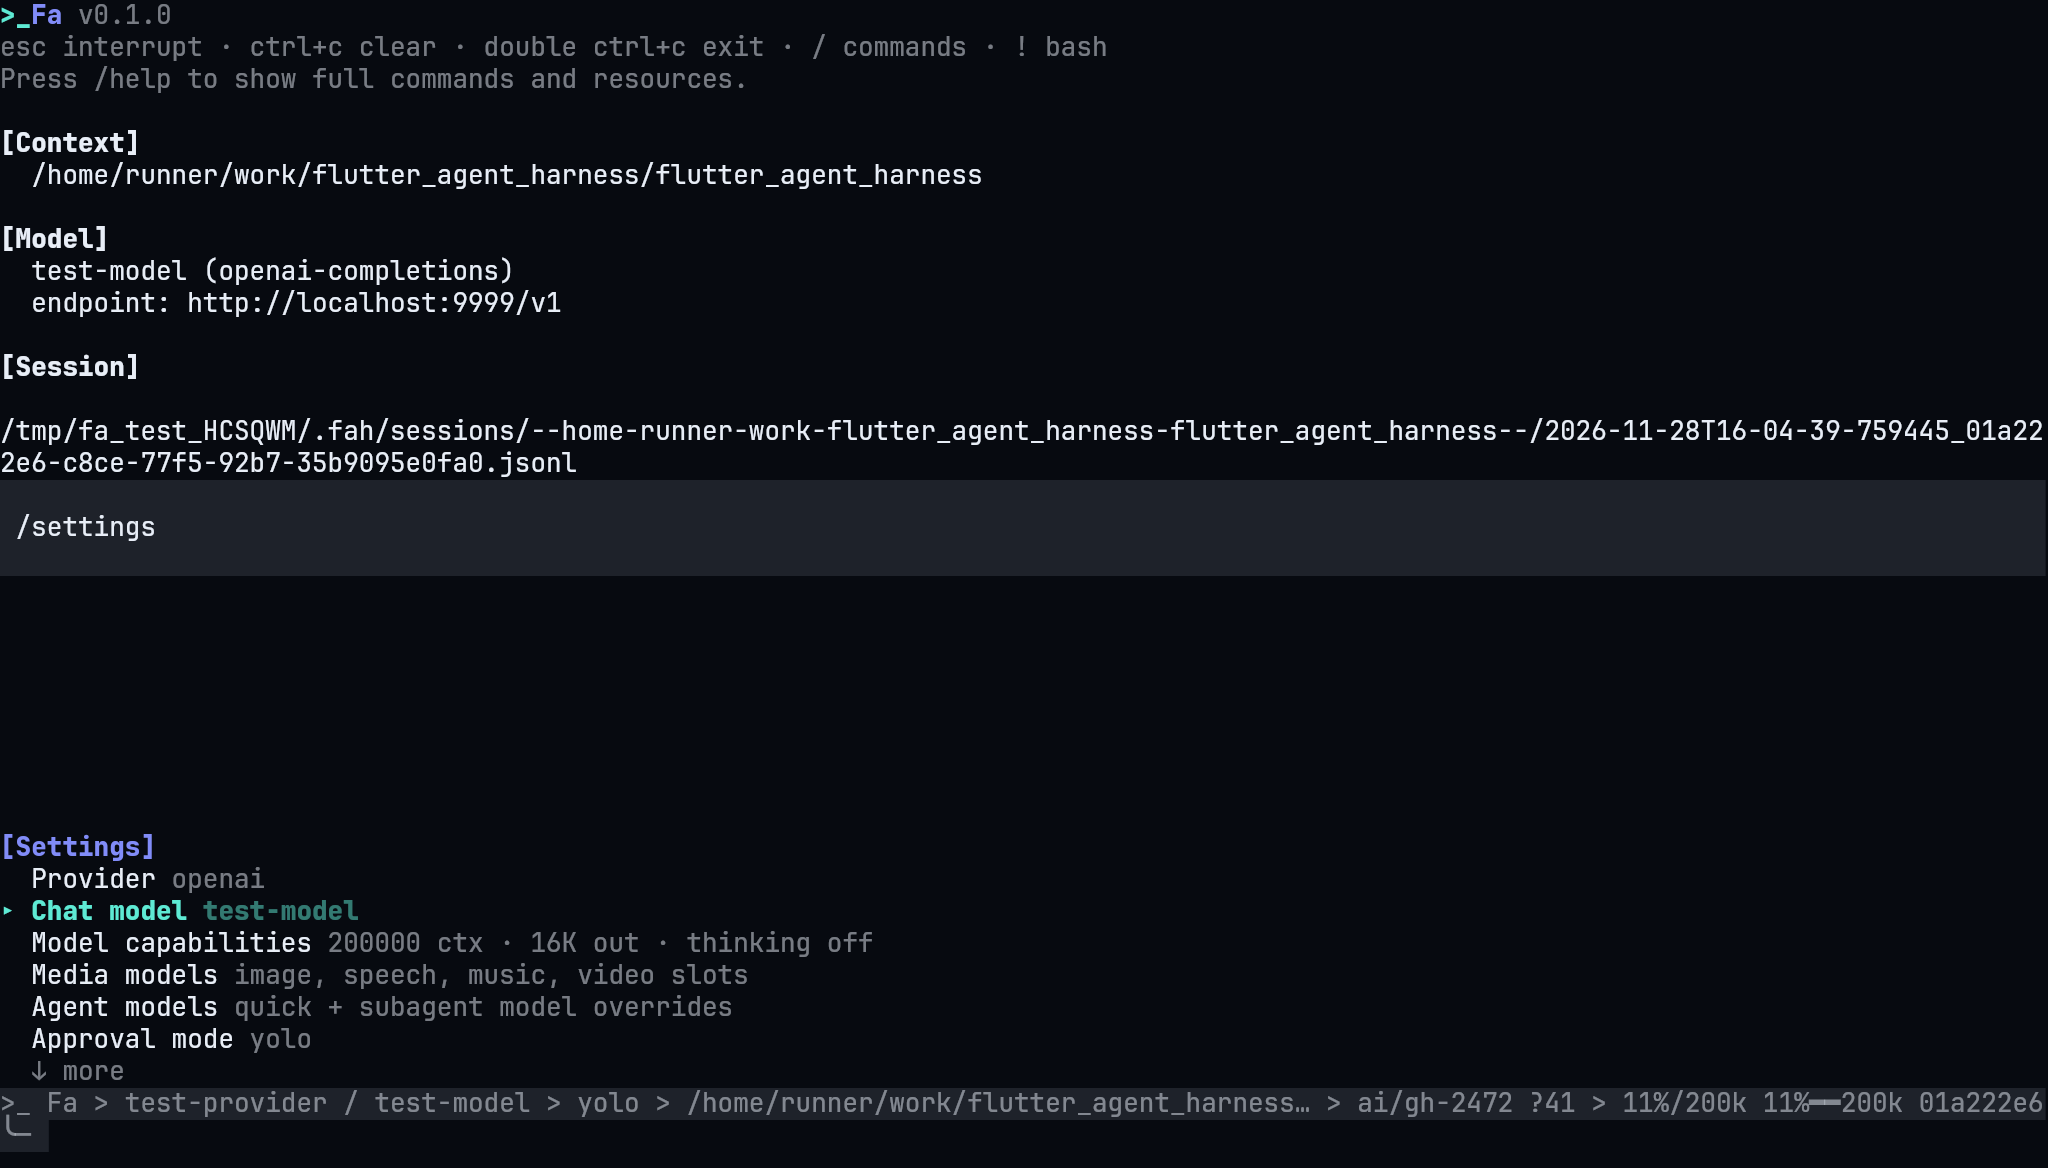 >_Fa v0.1.0
esc interrupt · ctrl+c clear · double ctrl+c exit · / commands · ! bash
Press /help to show full commands and resources.
[Context]
/home/runner/work/flutter_agent_harness/flutter_agent_harness
[Model]
test-model (openai-completions)
endpoint: http://localhost:9999/v1
[Session]
/tmp/fa_test_HCSQWM/.fah/sessions/--home-runner-work-flutter_agent_harness-flutter_agent_harness--/2026-11-28T16-04-39-759445_01a22
2e6-c8ce-77f5-92b7-35b9095e0fa0.jsonl
/settings
[Settings]
Provider openai
▸ Chat model test-model
Model capabilities 200000 ctx · 16K out · thinking off
Media models image, speech, music, video slots
Agent models quick + subagent model overrides
Approval mode yolo
↓ more
>_ Fa > test-provider / test-model > yolo > /home/runner/work/flutter_agent_harness… > ai/gh-2472 ?41 > 11%/200k 11%━━200k 01a222e6
╰─